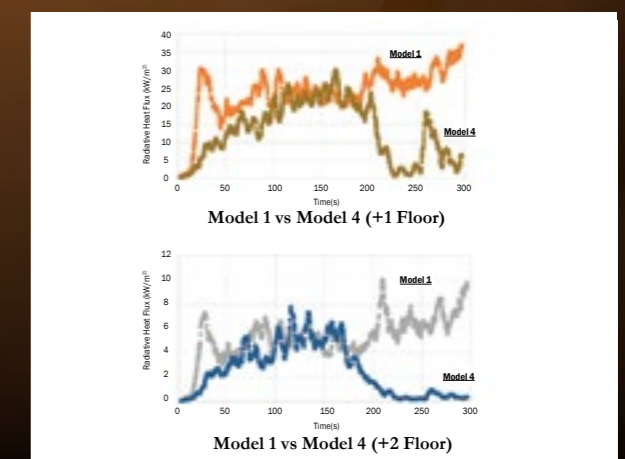 40
35
30
25
20
15
10
5
0
Radiative Heat Flux (kW/m²)
Model 1
Model 4
0 50 100 150 200 250 300
Time(s)
Model 1 vs Model 4 (+1 Floor)
12
10
8
6
4
2
0
Radiative Heat Flux (kW/m²)
Model 1
Model 4
0 50 100 150 200 250 300
Time(s)
Model 1 vs Model 4 (+2 Floor)